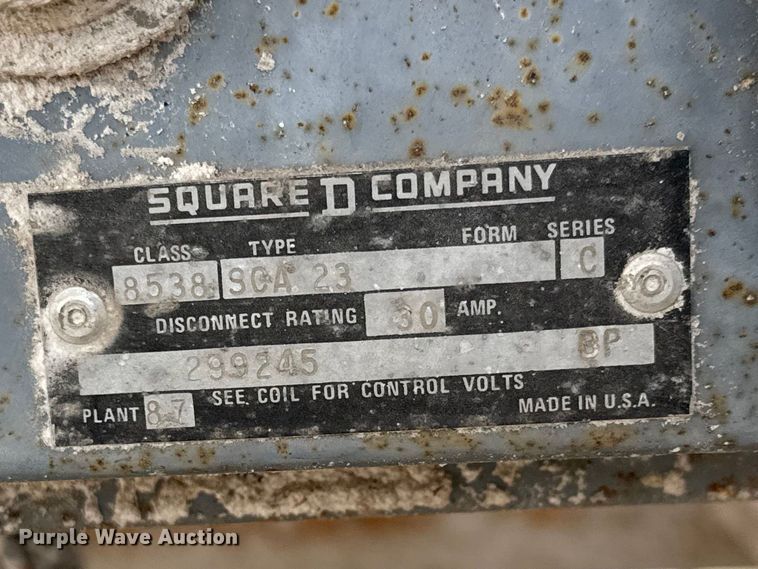 SQUARE D COMPANY
CLASS TYPE FORM SERIES
8538 SCA 23 C
DISCONNECT RATING 30 AMP.
299245 BP
PLANT 87 SEE COIL FOR CONTROL VOLTS MADE IN U.S.A.
Purple Wave Auction